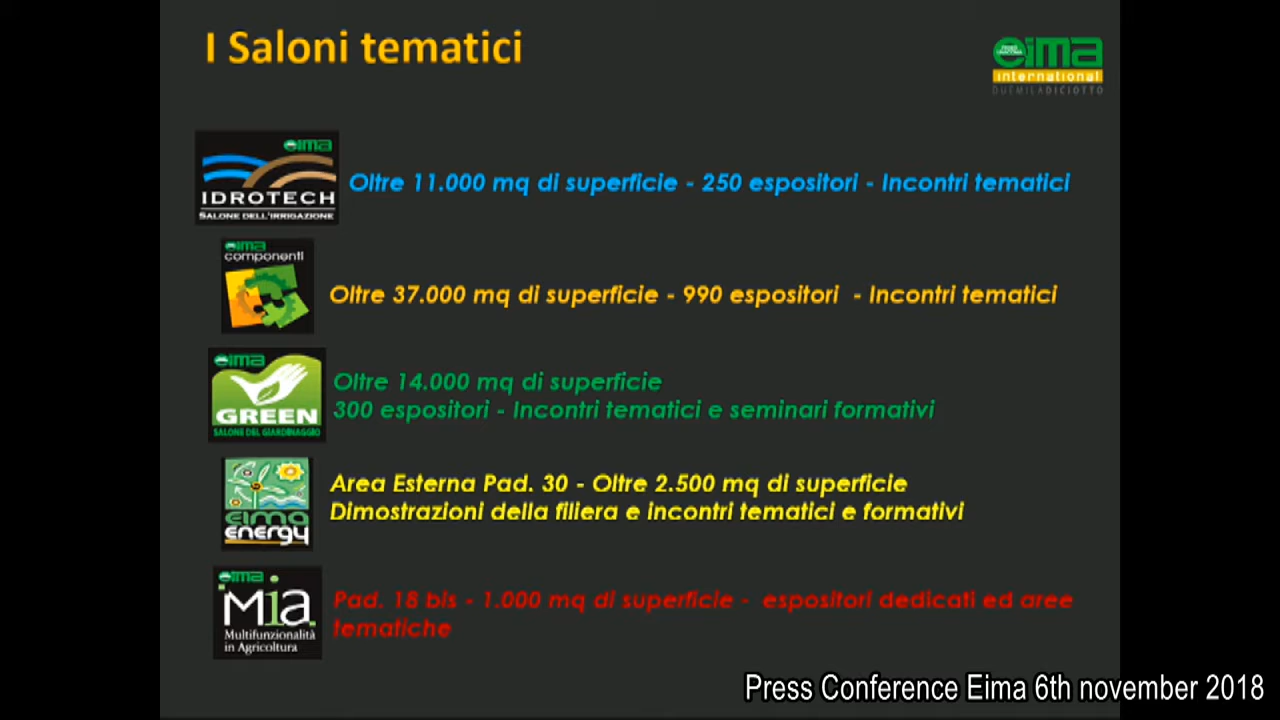 I Saloni tematici
eima
international
DUEMILADICIOTTO
eima
IDROTECH
SALONE DELL'IRRIGAZIONE
Oltre 11.000 mq di superficie - 250 espositori - Incontri tematici
eima
componenti
Oltre 37.000 mq di superficie - 990 espositori - Incontri tematici
eima
GREEN
SALONE DEL GIARDINAGGIO
Oltre 14.000 mq di superficie
300 espositori - Incontri tematici e seminari formativi
eima
energy
Area Esterna Pad. 30 - Oltre 2.500 mq di superficie
Dimostrazioni della filiera e incontri tematici e formativi
eima
Mia
Multifunzionalità
in Agricoltura
Pad. 18 bis - 1.000 mq di superficie - espositori dedicati ed aree
tematiche
Press Conference Eima 6th november 2018